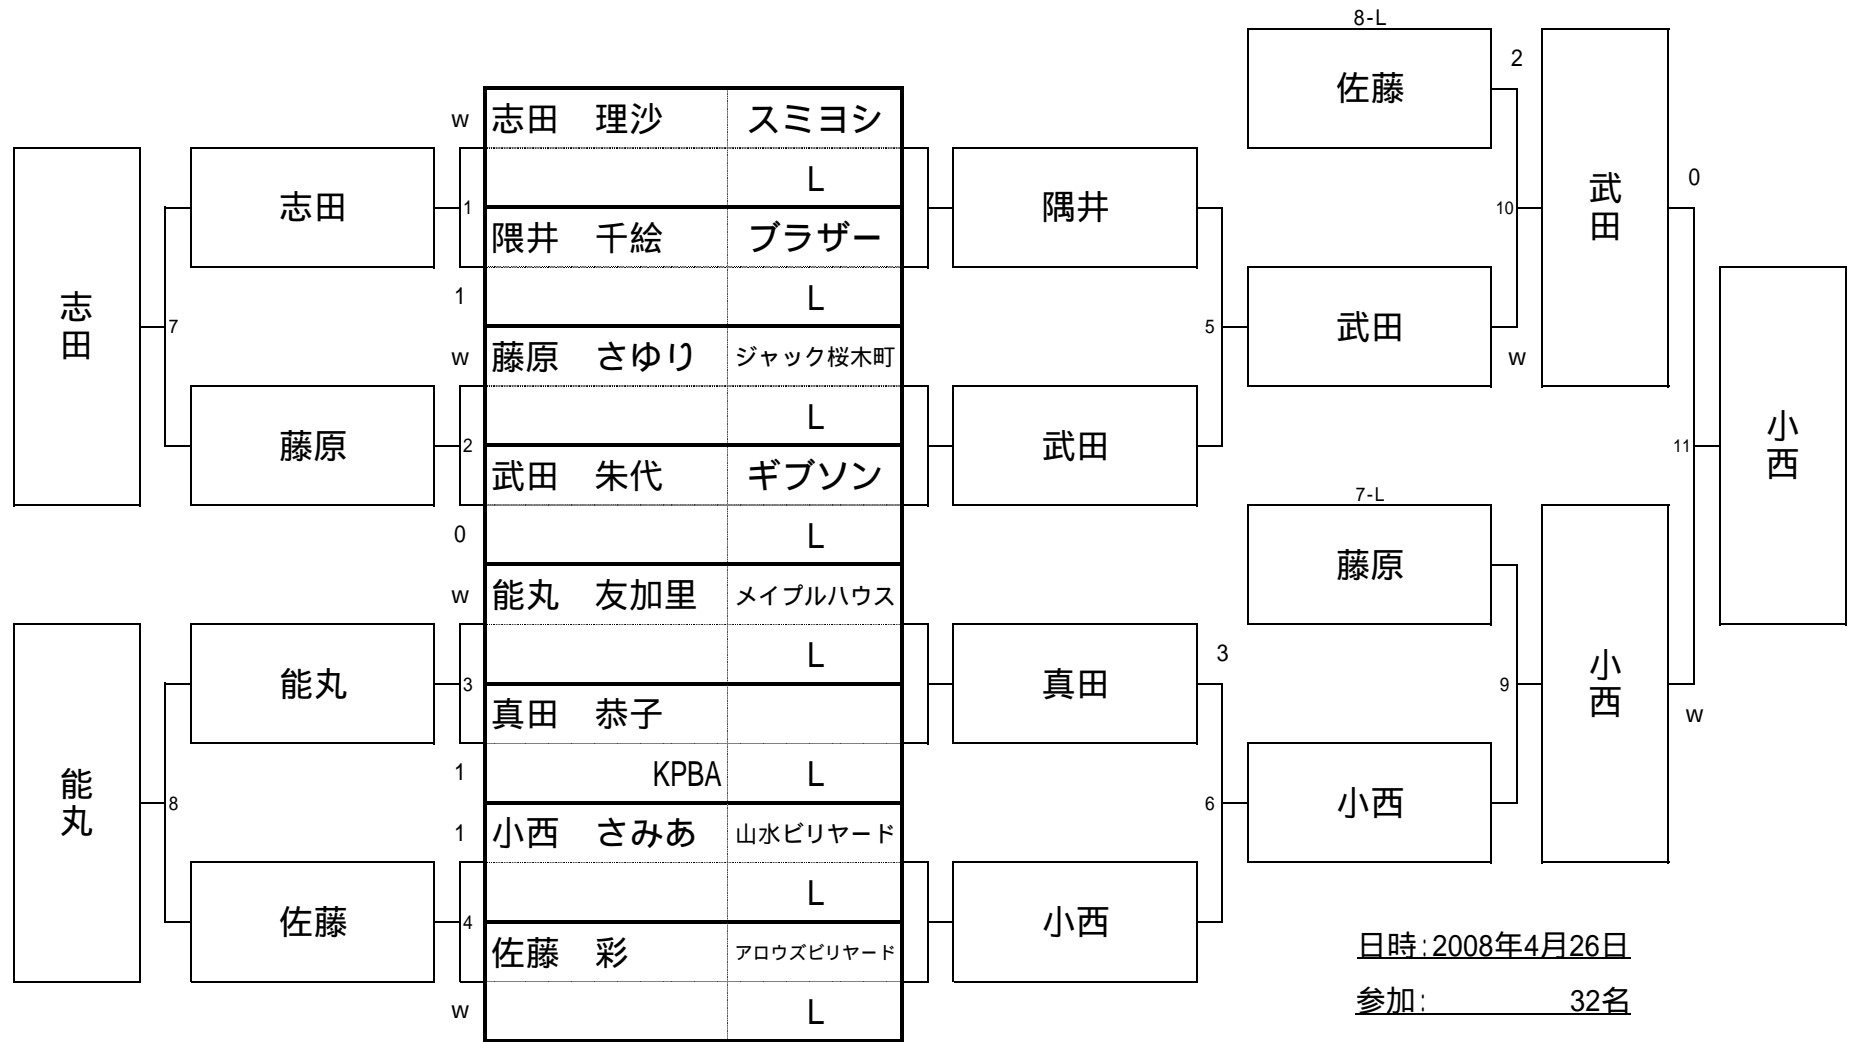 8-L
佐藤
2
武田
w 志田 理沙 スミヨシ
L
志田
1
隈井 千絵 ブラザー
1 L
隅井
10
0
志田
7
w 藤原 さゆり ジャック桜木町
L
5
武田
w
藤原
2
武田 朱代 ギブソン
0 L
武田
11
小西
7-L
藤原
w 能丸 友加里 メイプルハウス
L
能丸
3
真田 恭子
1 KPBA L
真田
3
9
小西
w
能丸
8
1 小西 さみあ 山水ビリヤード
L
6
小西
佐藤
4
佐藤 彩 アロウズビリヤード
w L
小西
日時:2008年4月26日
参加: 32名